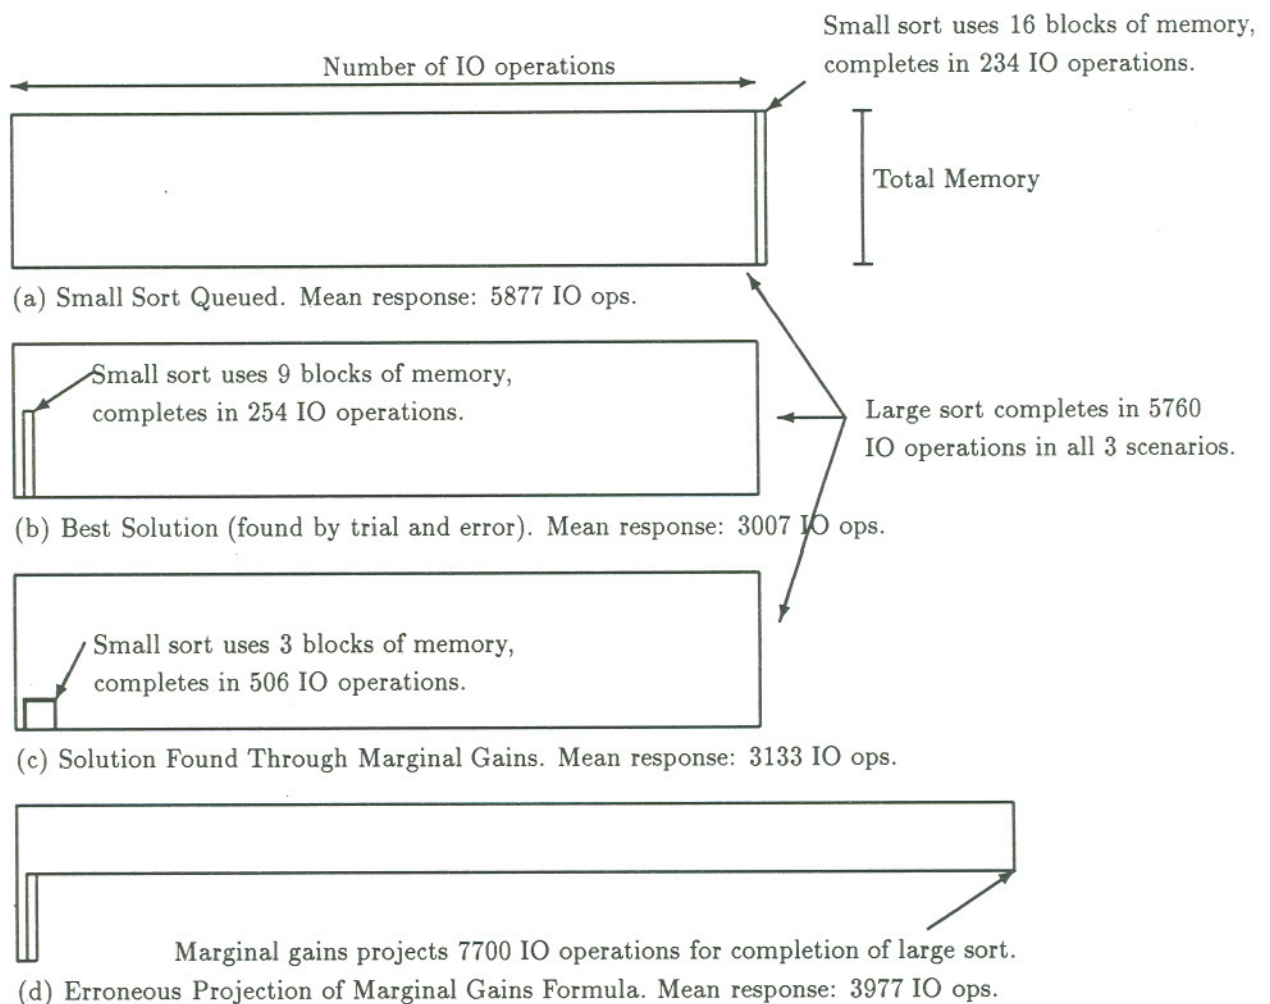 Small sort uses 16 blocks of memory,
completes in 234 IO operations.
Number of IO operations
Total Memory
(a) Small Sort Queued. Mean response: 5877 IO ops.
Small sort uses 9 blocks of memory,
completes in 254 IO operations.
Large sort completes in 5760
IO operations in all 3 scenarios.
(b) Best Solution (found by trial and error). Mean response: 3007 IO ops.
Small sort uses 3 blocks of memory,
completes in 506 IO operations.
(c) Solution Found Through Marginal Gains. Mean response: 3133 IO ops.
Marginal gains projects 7700 IO operations for completion of large sort.
(d) Erroneous Projection of Marginal Gains Formula. Mean response: 3977 IO ops.